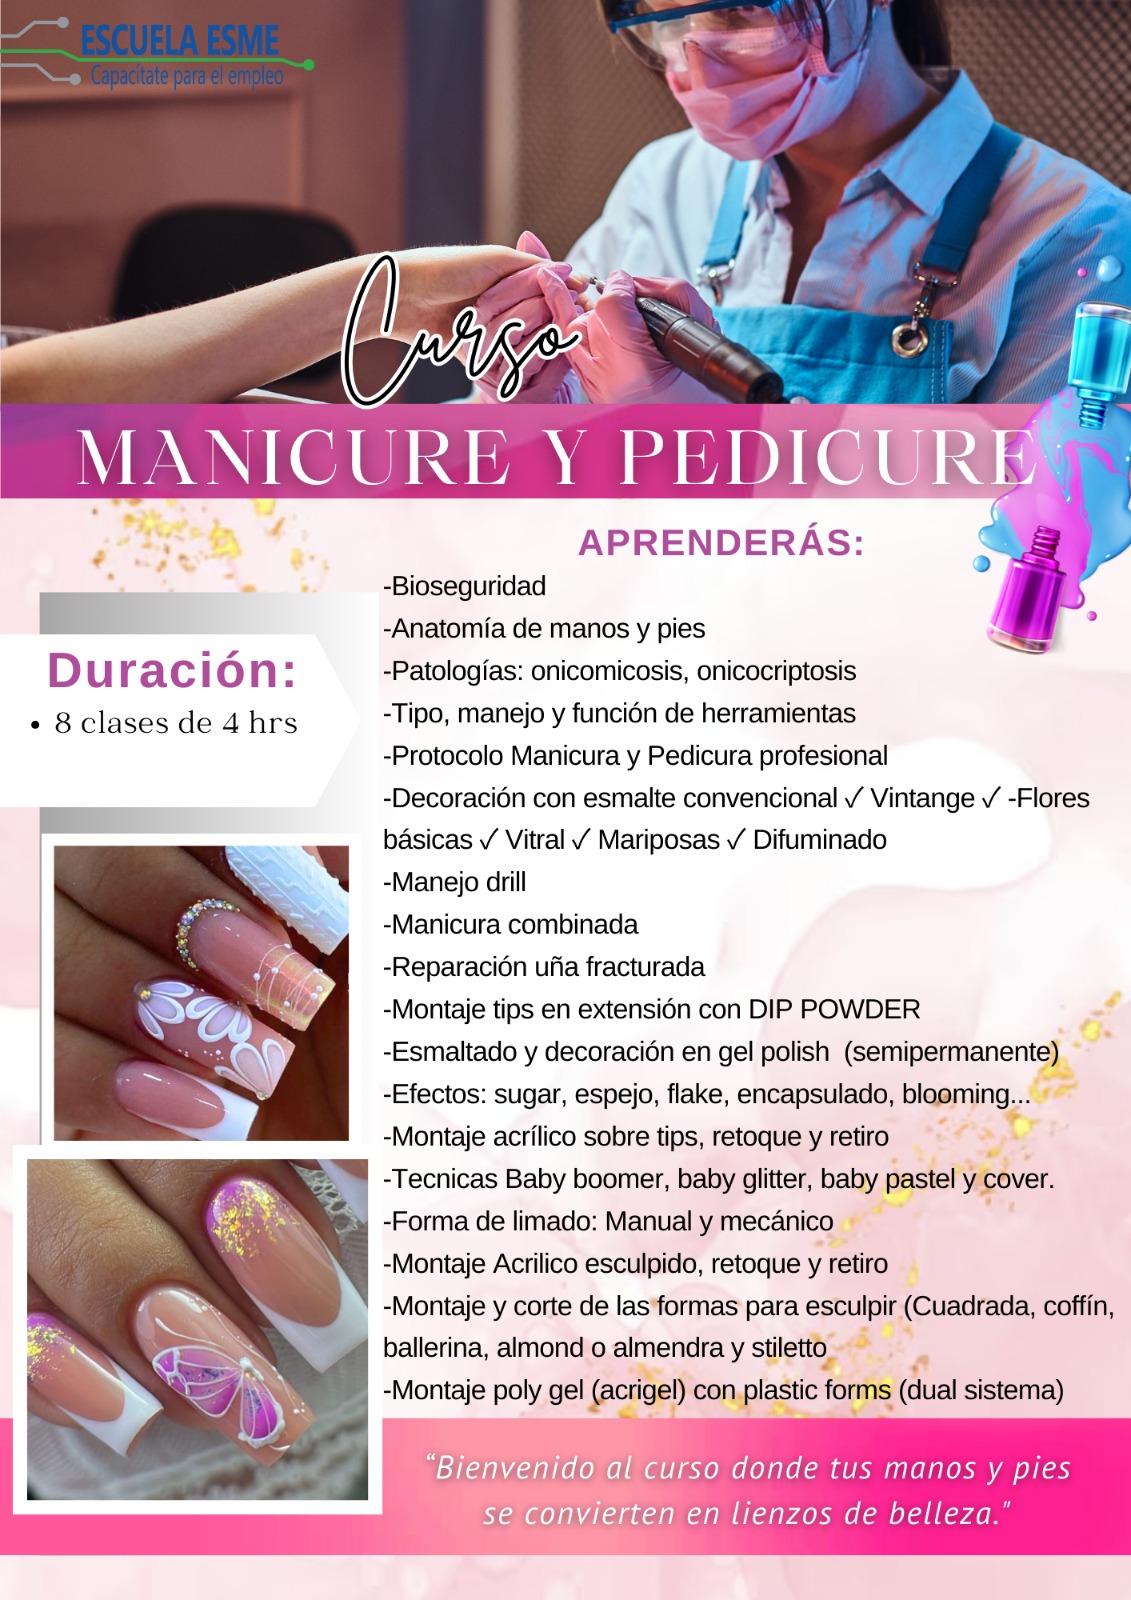 ESCUELA ESME
Capacítate para el empleo
Curso
MANICURE Y PEDICURE
APRENDERÁS:
-Bioseguridad
-Anatomía de manos y pies
-Patologías: onicomicosis, onicocriptosis
-Tipo, manejo y función de herramientas
-Protocolo Manicura y Pedicura profesional
-Decoración con esmalte convencional ✓ Vintange ✓ -Flores
básicas ✓ Vitral ✓ Mariposas ✓ Difuminado
-Manejo drill
-Manicura combinada
-Reparación uña fracturada
-Montaje tips en extensión con DIP POWDER
-Esmaltado y decoración en gel polish (semipermanente)
-Efectos: sugar, espejo, flake, encapsulado, blooming...
-Montaje acrílico sobre tips, retoque y retiro
-Tecnicas Baby boomer, baby glitter, baby pastel y cover.
-Forma de limado: Manual y mecánico
-Montaje Acrilico esculpido, retoque y retiro
-Montaje y corte de las formas para esculpir (Cuadrada, coffín,
ballerina, almond o almendra y stiletto
-Montaje poly gel (acrigel) con plastic forms (dual sistema)
Duración:
• 8 clases de 4 hrs
“Bienvenido al curso donde tus manos y pies
se convierten en lienzos de belleza."